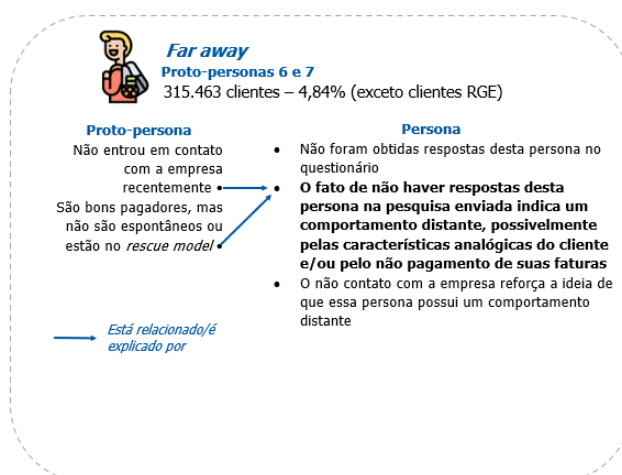 Far away
Proto-personas 6 e 7
315.463 clientes – 4,84% (exceto clientes RGE)
Proto-persona
Não entrou em contato
com a empresa
recentemente •
São bons pagadores, mas
não são espontâneos ou
estão no rescue model •
Persona
• Não foram obtidas respostas desta persona no
questionário
• O fato de não haver respostas desta
persona na pesquisa enviada indica um
comportamento distante, possivelmente
pelas características analógicas do cliente
e/ou pelo não pagamento de suas faturas
• O não contato com a empresa reforça a ideia de
que essa persona possui um comportamento
distante
Está relacionado/é
explicado por